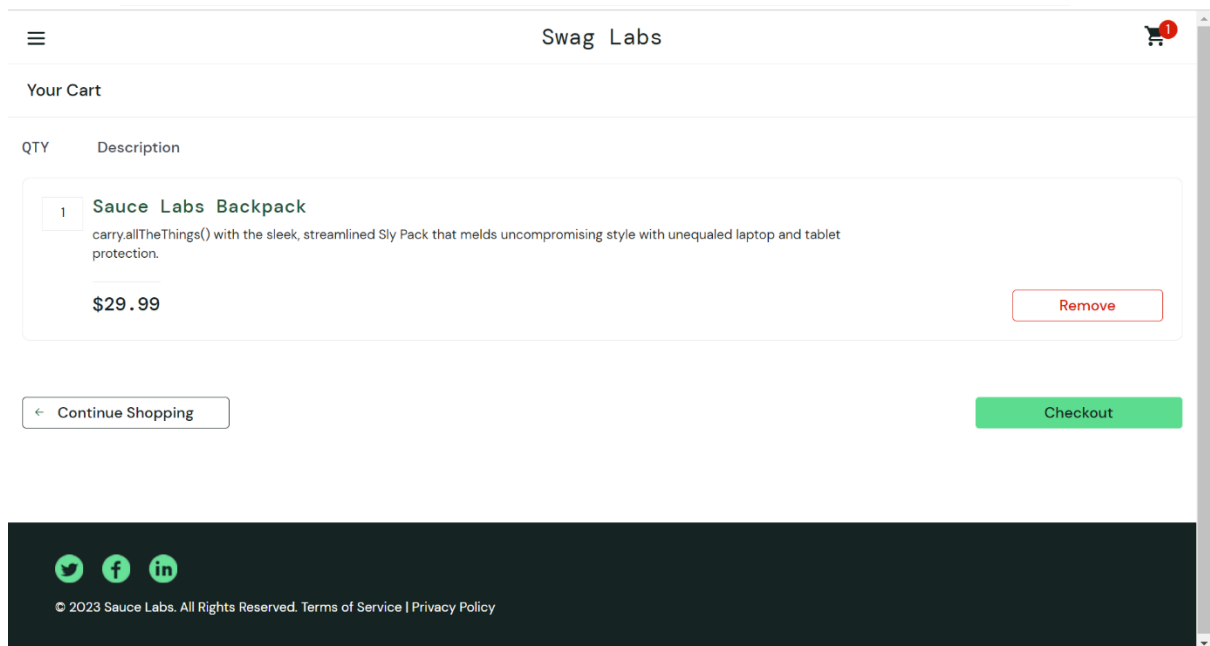 Swag Labs
1
Your Cart
QTY Description
1 Sauce Labs Backpack
carry.allTheThings() with the sleek, streamlined Sly Pack that melds uncompromising style with unequaled laptop and tablet
protection.
$29.99
Remove
← Continue Shopping
Checkout
© 2023 Sauce Labs. All Rights Reserved. Terms of Service | Privacy Policy